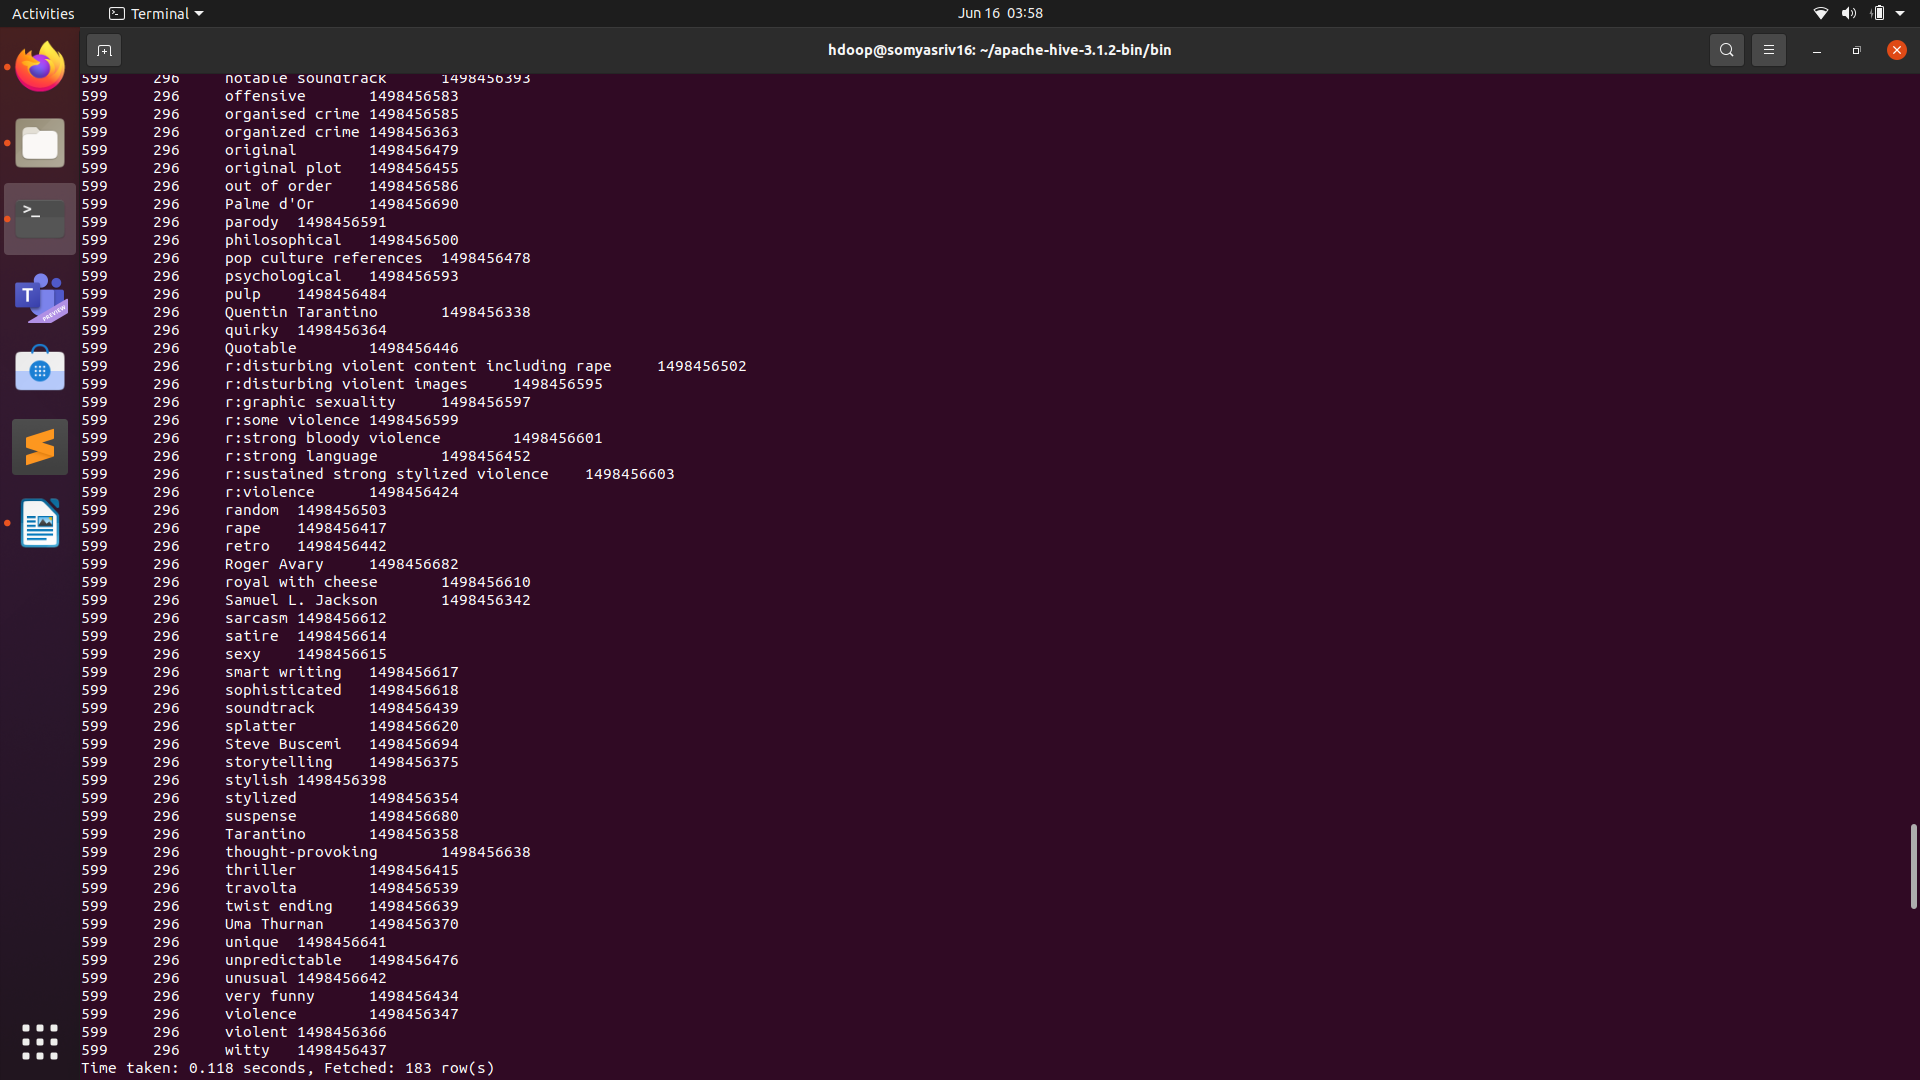 Activities Terminal Jun 16 03:58
hdoop@somyasriv16: ~/apache-hive-3.1.2-bin/bin
599 296 notable soundtrack 1498456393
599 296 offensive 1498456583
599 296 organised crime 1498456585
599 296 organized crime 1498456363
599 296 original 1498456479
599 296 original plot 1498456455
599 296 out of order 1498456586
599 296 Palme d'Or 1498456690
599 296 parody 1498456591
599 296 philosophical 1498456500
599 296 pop culture references 1498456478
599 296 psychological 1498456593
599 296 pulp 1498456484
599 296 Quentin Tarantino 1498456338
599 296 quirky 1498456364
599 296 Quotable 1498456446
599 296 r:disturbing violent content including rape 1498456502
599 296 r:disturbing violent images 1498456595
599 296 r:graphic sexuality 1498456597
599 296 r:some violence 1498456599
599 296 r:strong bloody violence 1498456601
599 296 r:strong language 1498456452
599 296 r:sustained strong stylized violence 1498456603
599 296 r:violence 1498456424
599 296 random 1498456503
599 296 rape 1498456417
599 296 retro 1498456442
599 296 Roger Avary 1498456682
599 296 royal with cheese 1498456610
599 296 Samuel L. Jackson 1498456342
599 296 sarcasm 1498456612
599 296 satire 1498456614
599 296 sexy 1498456615
599 296 smart writing 1498456617
599 296 sophisticated 1498456618
599 296 soundtrack 1498456439
599 296 splatter 1498456620
599 296 Steve Buscemi 1498456694
599 296 storytelling 1498456375
599 296 stylish 1498456398
599 296 stylized 1498456354
599 296 suspense 1498456680
599 296 Tarantino 1498456358
599 296 thought-provoking 1498456638
599 296 thriller 1498456415
599 296 travolta 1498456539
599 296 twist ending 1498456639
599 296 Uma Thurman 1498456370
599 296 unique 1498456641
599 296 unpredictable 1498456476
599 296 unusual 1498456642
599 296 very funny 1498456434
599 296 violence 1498456347
599 296 violent 1498456366
599 296 witty 1498456437
Time taken: 0.118 seconds, Fetched: 183 row(s)
>_
T
PREVIEW